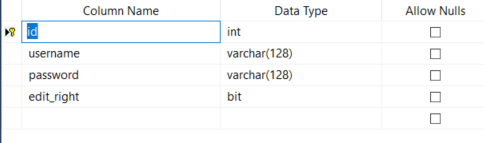 Column Name Data Type Allow Nulls
id int
username varchar(128)
password varchar(128)
edit_right bit